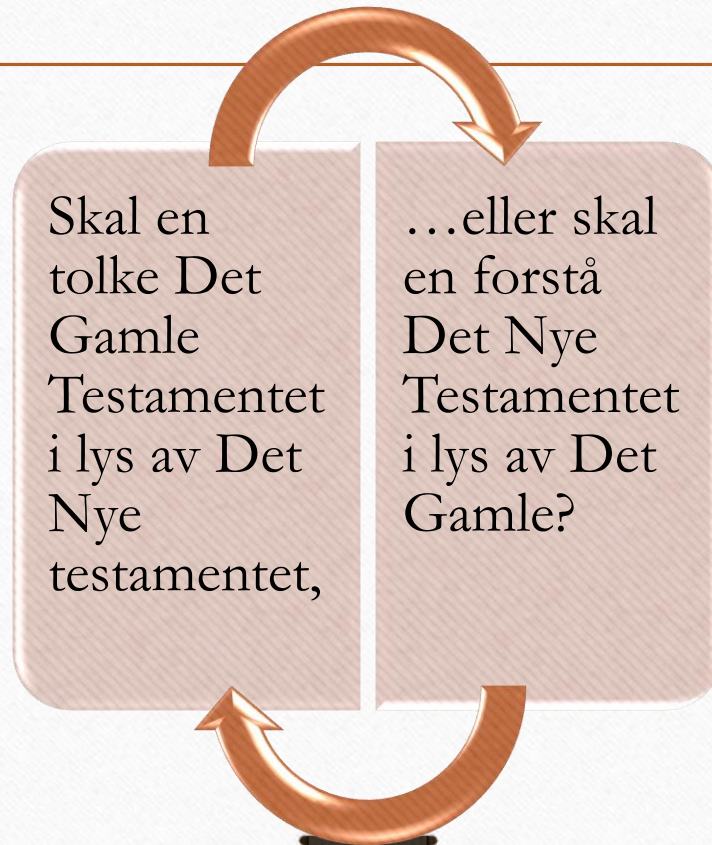 Skal en
tolke Det
Gamle
Testamentet
i lys av Det
Nye
testamentet,
…eller skal
en forstå
Det Nye
Testamentet
i lys av Det
Gamle?